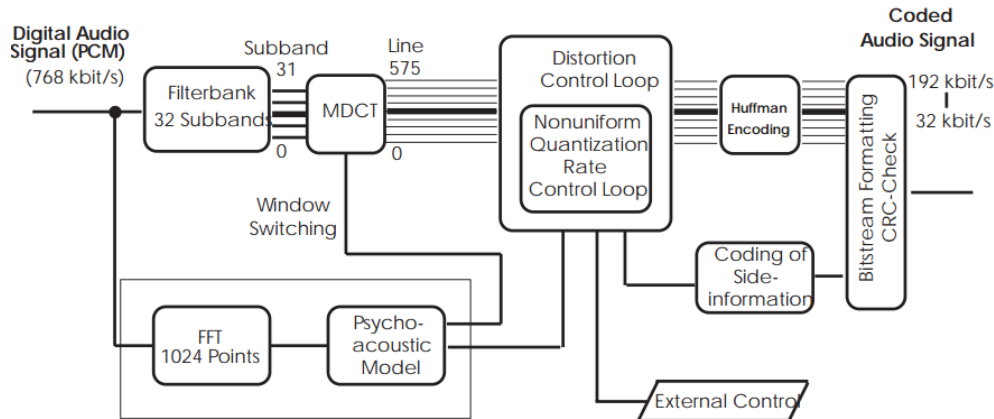 Digital Audio
Signal (PCM)
(768 kbit/s)
Subband
31
0
Filterbank
32 Subbands
MDCT
Line
575
0
Window
Switching
Distortion
Control Loop
Nonuniform
Quantization
Rate
Control Loop
Huffman
Encoding
Coded
Audio Signal
192 kbit/s
32 kbit/s
Bitstream Formatting
CRC-Check
Coding of
Side-
information
FFT
1024 Points
Psycho-
acoustic
Model
External Control